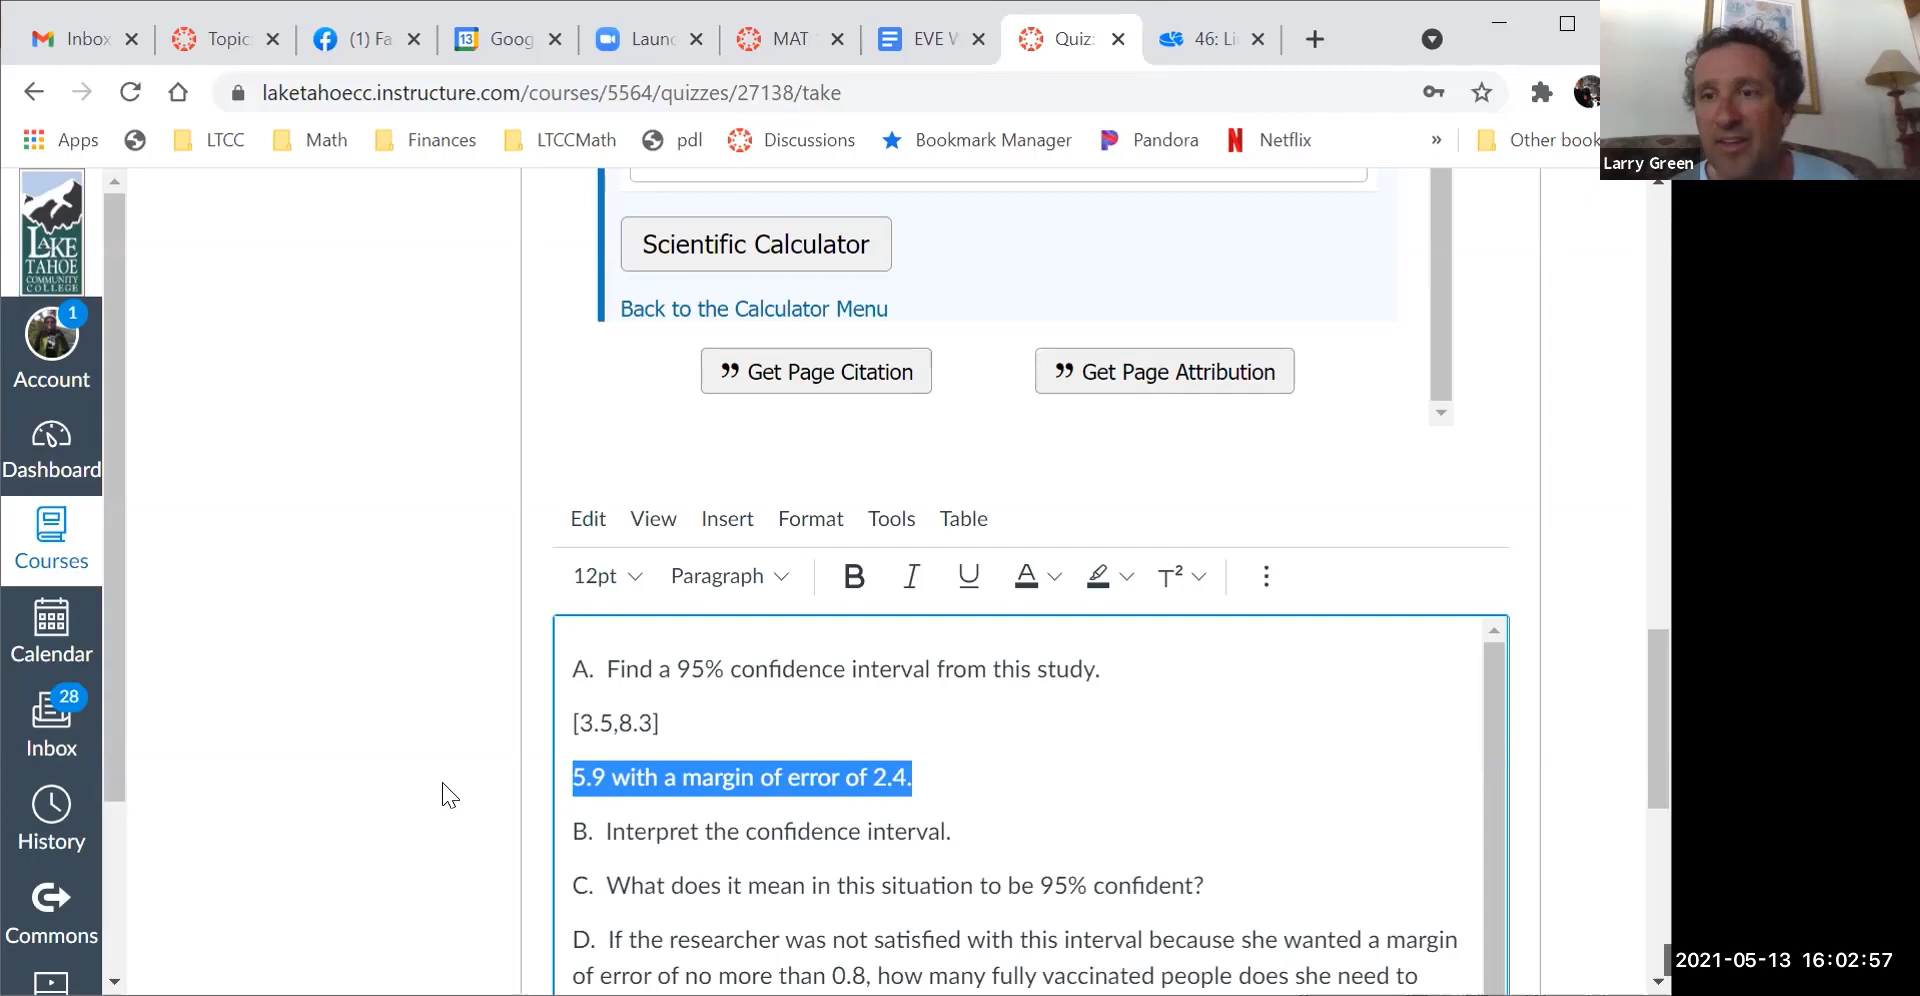 Inbox
Topic
(1) Fa
13
Goog
Laun
MAT
EVE V
Quiz:
46: Li
laketahoecc.instructure.com/courses/5564/quizzes/27138/take
Apps
LTCC
Math
Finances
LTCCMath
pdl
Discussions
Bookmark Manager
Pandora
Netflix
»
Other book
Larry Green
LAKE
TAHOE
COMMUNITY
COLLEGE
1
Account
Dashboard
Courses
Calendar
28
Inbox
History
Commons
Scientific Calculator
Back to the Calculator Menu
Get Page Citation
Get Page Attribution
Edit View Insert Format Tools Table
12pt Paragraph B I U A T²
A. Find a 95% confidence interval from this study.
[3.5,8.3]
5.9 with a margin of error of 2.4.
B. Interpret the confidence interval.
C. What does it mean in this situation to be 95% confident?
D. If the researcher was not satisfied with this interval because she wanted a margin
of error of no more than 0.8, how many fully vaccinated people does she need to
2021-05-13 16:02:57